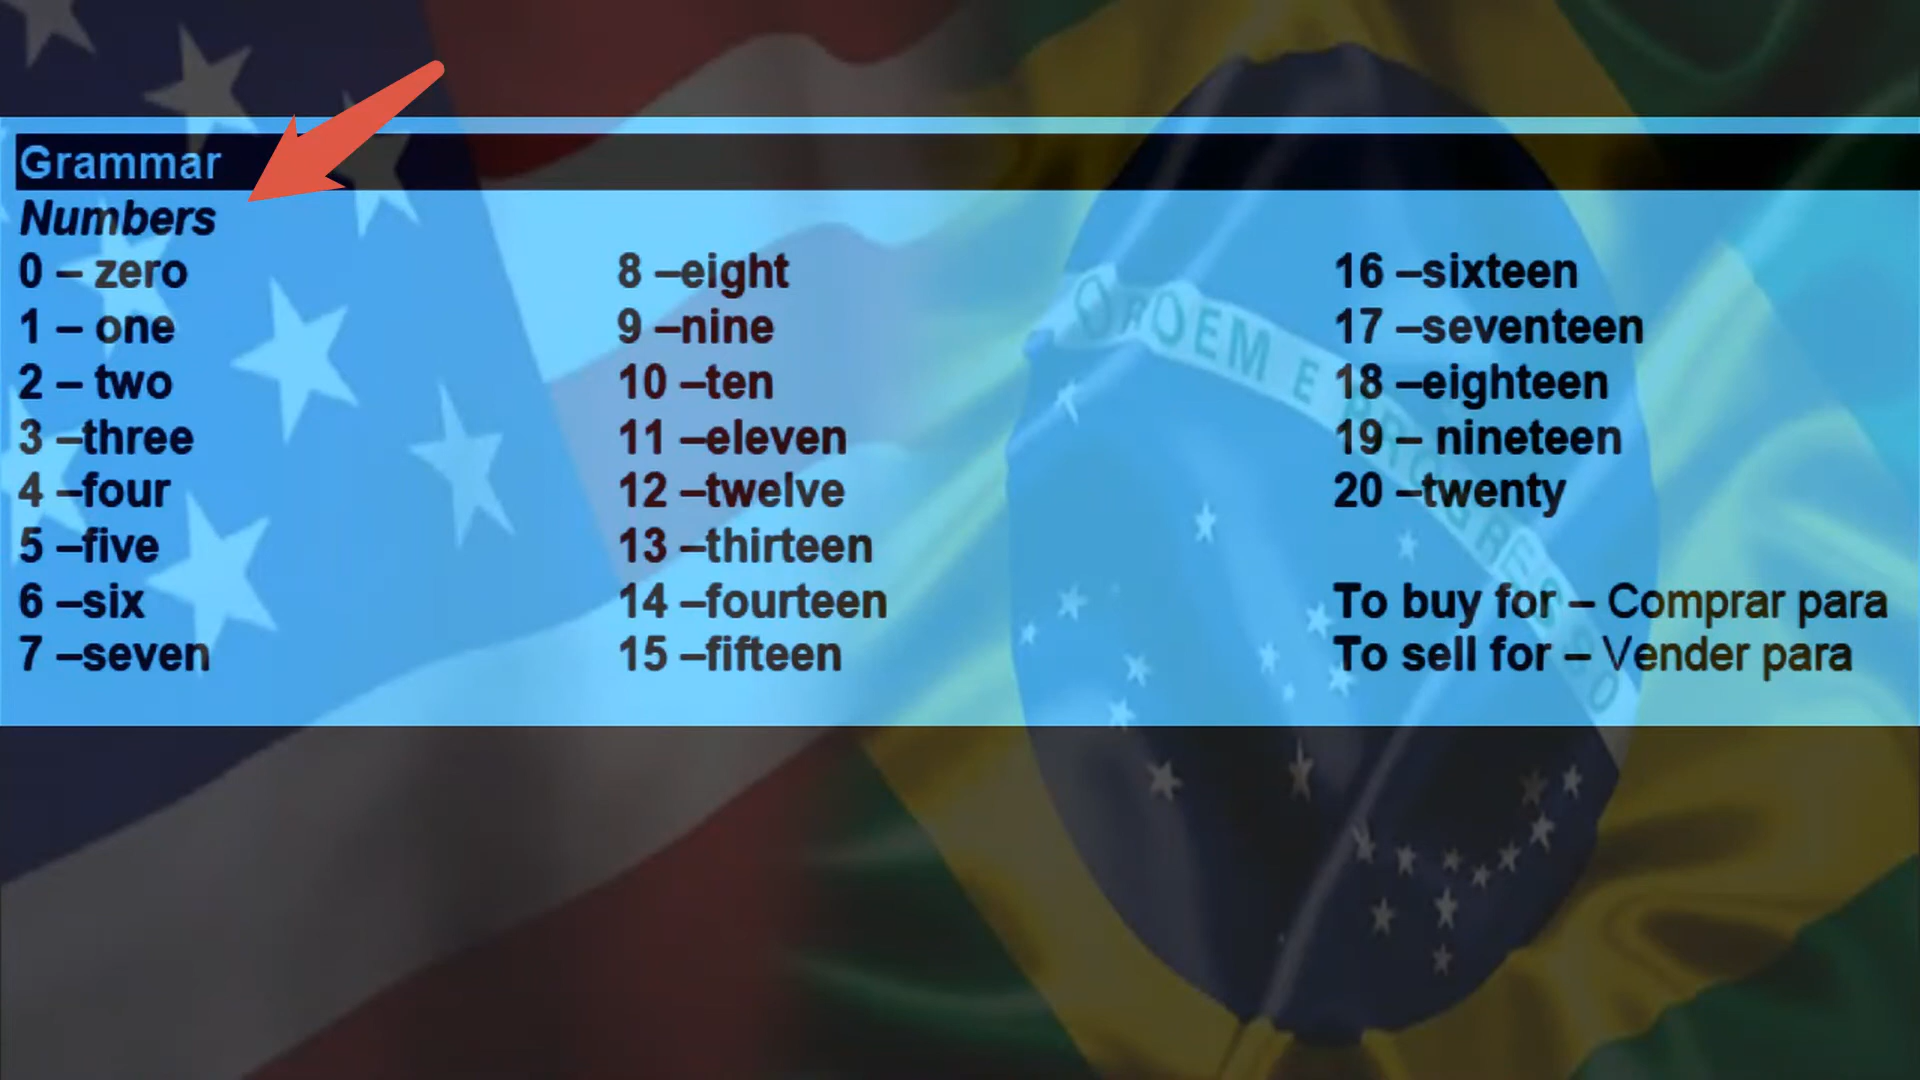 Grammar
Numbers
0 – zero
1 – one
2 – two
3 –three
4 –four
5 –five
6 –six
7 –seven
8 –eight
9 –nine
10 –ten
11 –eleven
12 –twelve
13 –thirteen
14 –fourteen
15 –fifteen
16 –sixteen
17 –seventeen
18 –eighteen
19 – nineteen
20 –twenty
To buy for – Comprar para
To sell for – Vender para
ORDEM E PROGRESSO